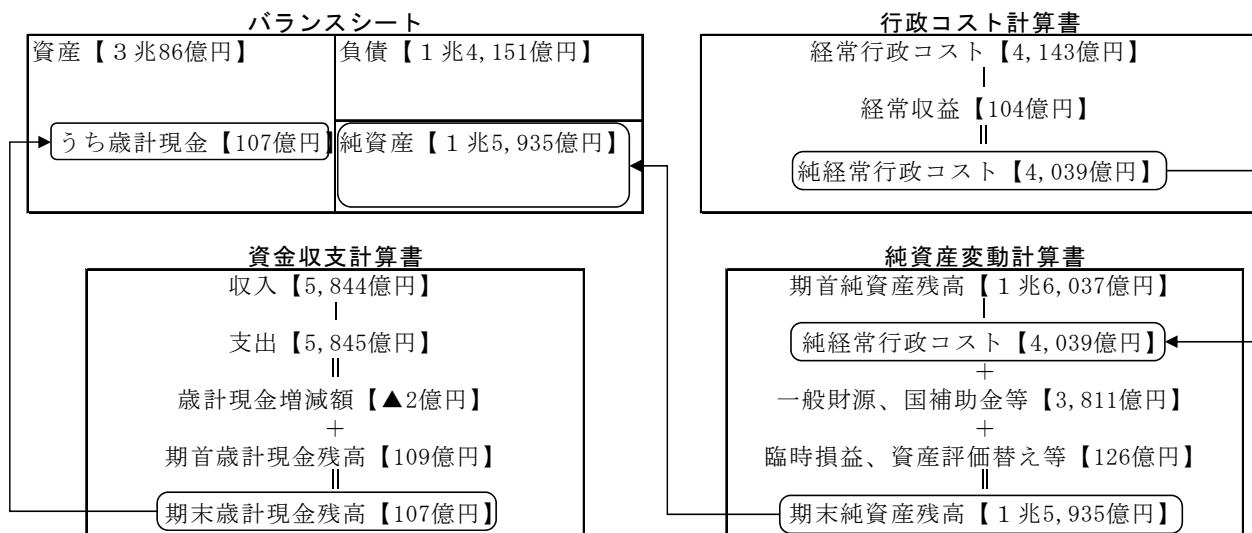 バランスシート
資産【３兆86億円】
負債【１兆4,151億円】
うち歳計現金【107億円】
純資産【１兆5,935億円】
行政コスト計算書
経常行政コスト【4,143億円】
－
経常収益【104億円】
＝
純経常行政コスト【4,039億円】
資金収支計算書
収入【5,844億円】
－
支出【5,845億円】
＝
歳計現金増減額【▲2億円】
＋
期首歳計現金残高【109億円】
＝
期末歳計現金残高【107億円】
純資産変動計算書
期首純資産残高【１兆6,037億円】
－
純経常行政コスト【4,039億円】
＋
一般財源、国補助金等【3,811億円】
＋
臨時損益、資産評価替え等【126億円】
＝
期末純資産残高【１兆5,935億円】